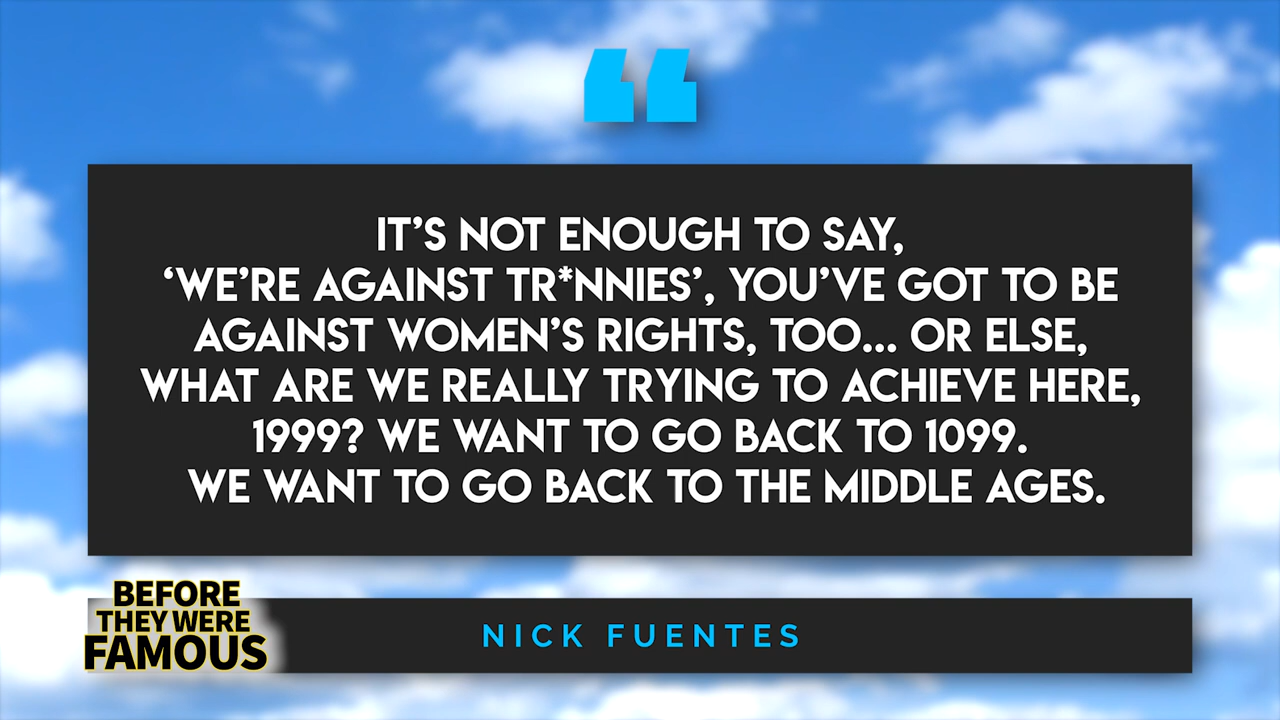 IT'S NOT ENOUGH TO SAY,
'WE'RE AGAINST TR*NNIES', YOU'VE GOT TO BE
AGAINST WOMEN'S RIGHTS, TOO... OR ELSE,
WHAT ARE WE REALLY TRYING TO ACHIEVE HERE,
1999? WE WANT TO GO BACK TO 1099.
WE WANT TO GO BACK TO THE MIDDLE AGES.
BEFORE
THEY WERE
FAMOUS
NICK FUENTES